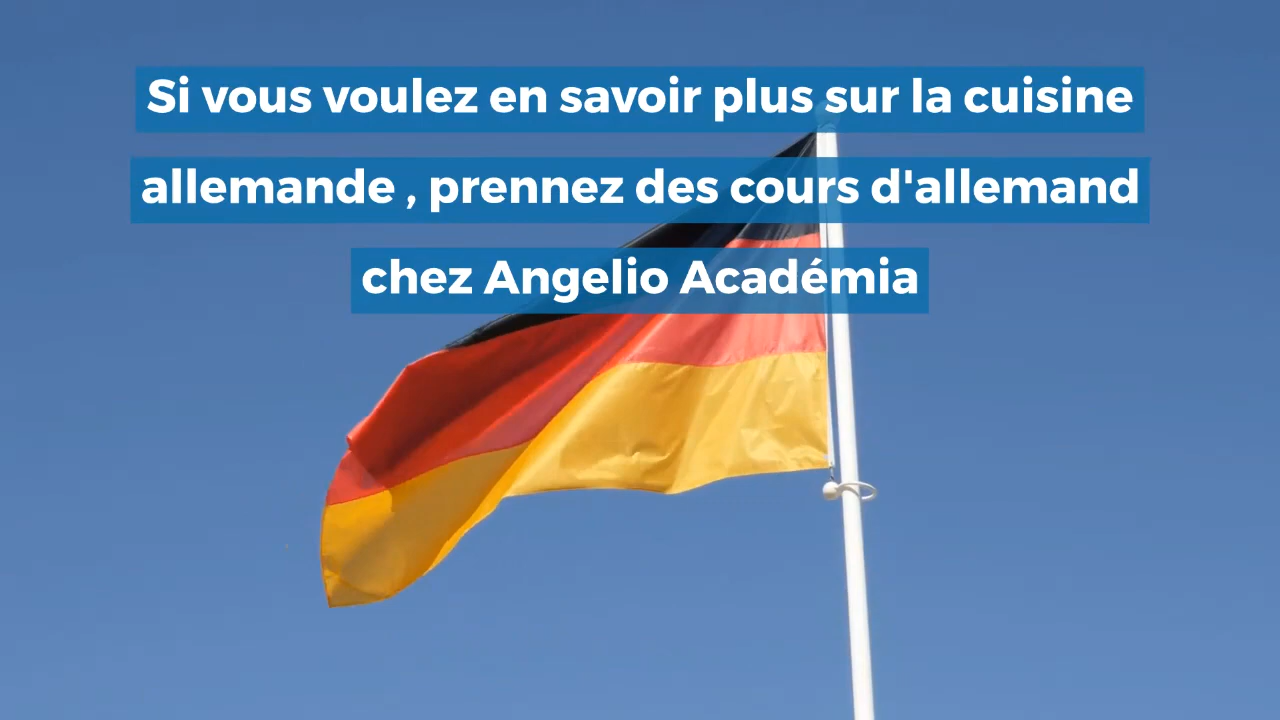 Si vous voulez en savoir plus sur la cuisine
allemande , prennez des cours d'allemand
chez Angelio Académia